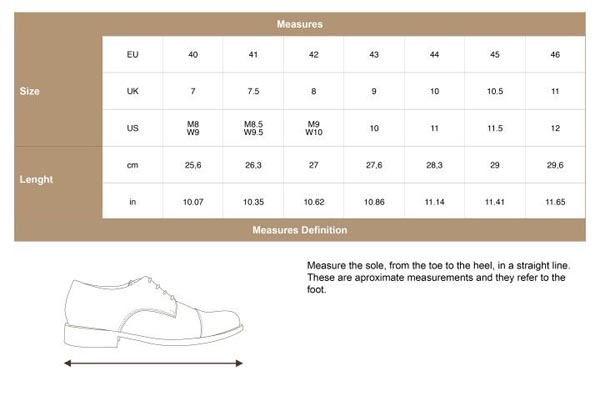 Measures
EU 40 41 42 43 44 45 46
Size
UK 7 7.5 8 9 10 10.5 11
US M8 W9 M8.5 W9.5 M9 W10 10 11 11.5 12
Lenght
cm 25,6 26,3 27 27,6 28,3 29 29,6
in 10.07 10.35 10.62 10.86 11.14 11.41 11.65
Measures Definition
Measure the sole, from the toe to the heel, in a straight line.
These are aproximate measurements and they refer to the
foot.